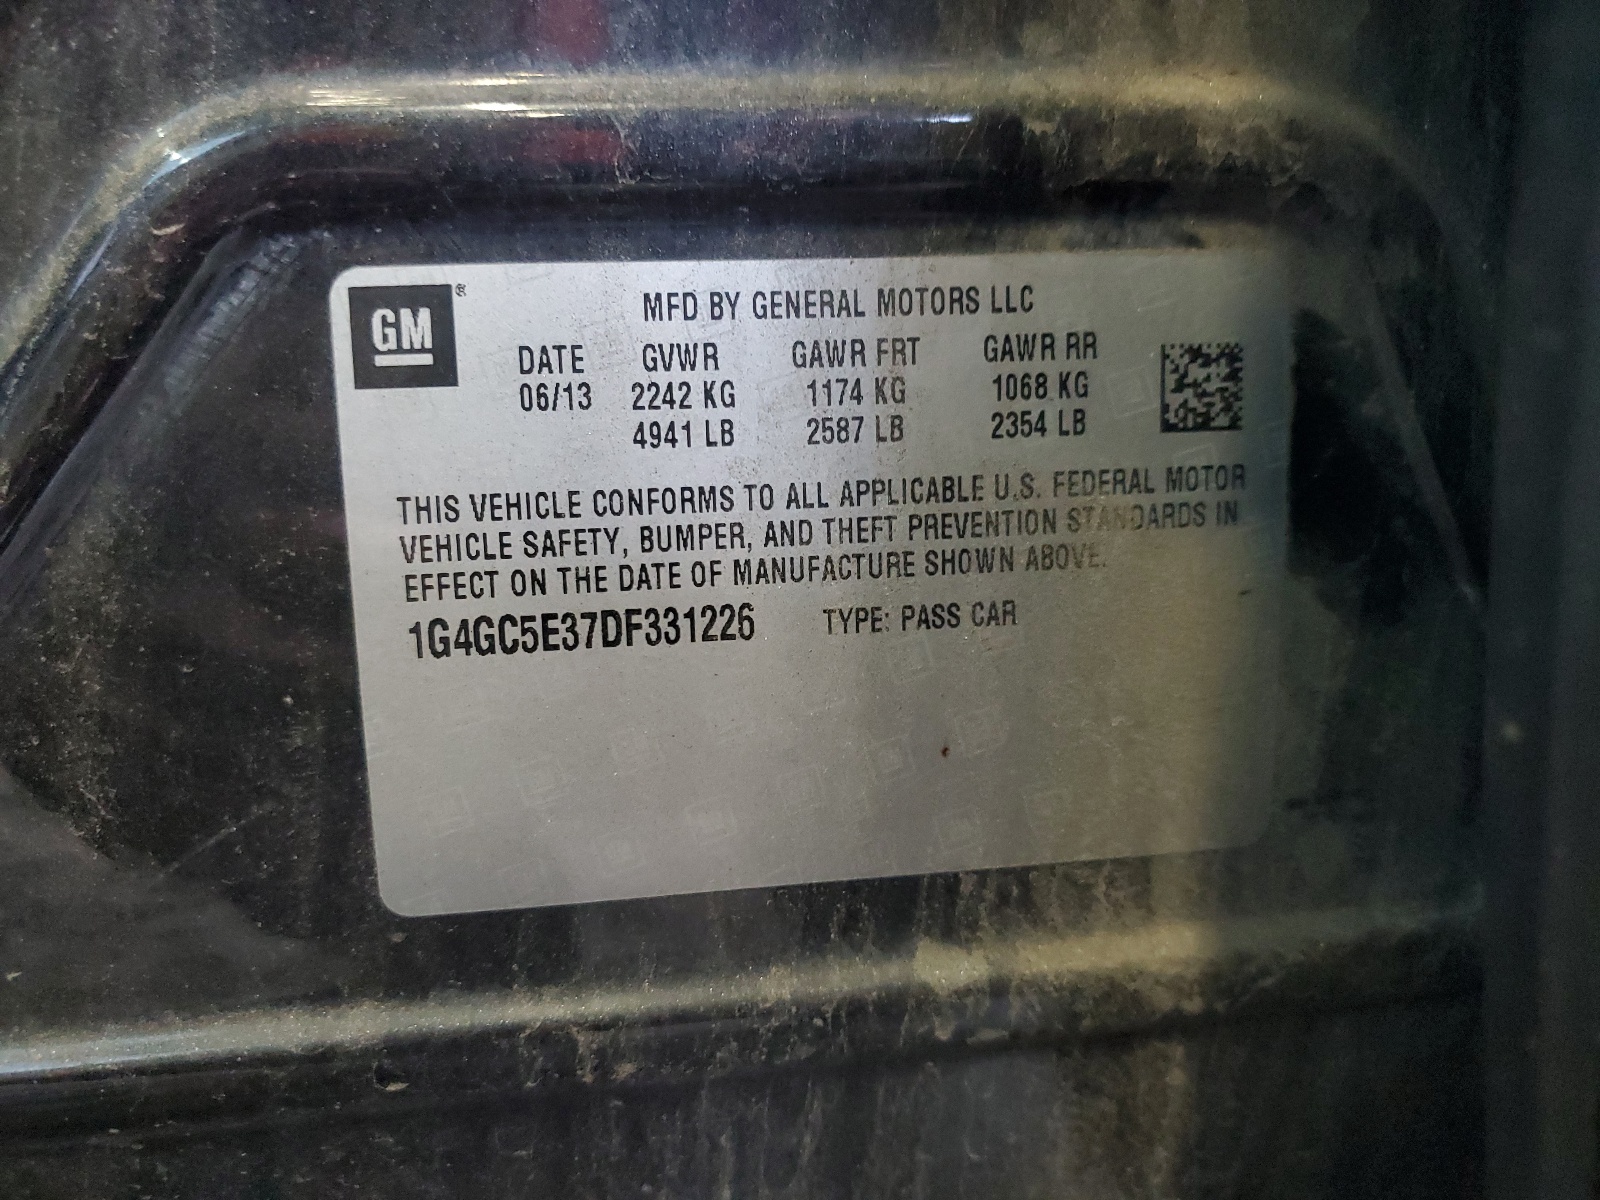 GM ®
MFD BY GENERAL MOTORS LLC
DATE GVWR GAWR FRT GAWR RR
06/13 2242 KG 1174 KG 1068 KG
4941 LB 2587 LB 2354 LB
THIS VEHICLE CONFORMS TO ALL APPLICABLE U.S. FEDERAL MOTOR
VEHICLE SAFETY, BUMPER, AND THEFT PREVENTION STANDARDS IN
EFFECT ON THE DATE OF MANUFACTURE SHOWN ABOVE.
1G4GC5E37DF331226 TYPE: PASS CAR